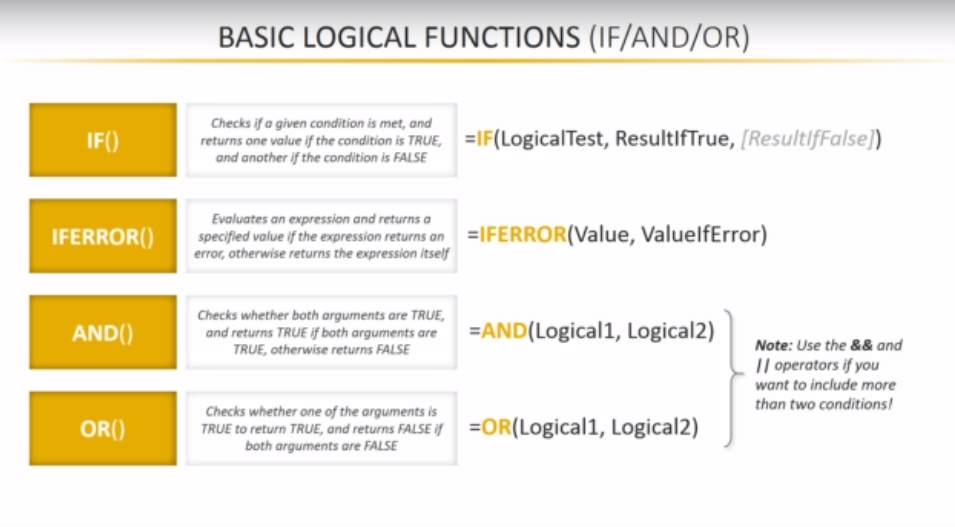 BASIC LOGICAL FUNCTIONS (IF/AND/OR)
IF()
Checks if a given condition is met, and
returns one value if the condition is TRUE,
and another if the condition is FALSE
=IF(LogicalTest, ResultIfTrue, [ResultIfFalse])
IFERROR()
Evaluates an expression and returns a
specified value if the expression returns an
error, otherwise returns the expression itself
=IFERROR(Value, ValueIfError)
AND()
Checks whether both arguments are TRUE,
and returns TRUE if both arguments are
TRUE, otherwise returns FALSE
=AND(Logical1, Logical2)
OR()
Checks whether one of the arguments is
TRUE to return TRUE, and returns FALSE if
both arguments are FALSE
=OR(Logical1, Logical2)
Note: Use the && and
|| operators if you
want to include more
than two conditions!